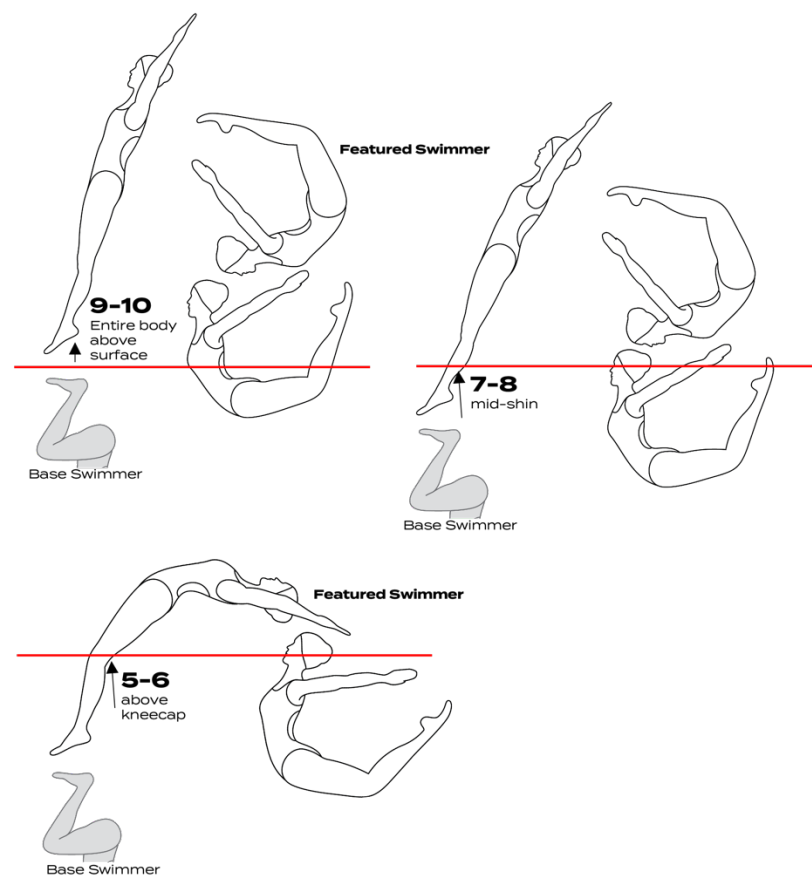 Featured Swimmer
9-10
Entire body
above
surface
Base Swimmer
7-8
mid-shin
Base Swimmer
Featured Swimmer
5-6
above
kneecap
Base Swimmer